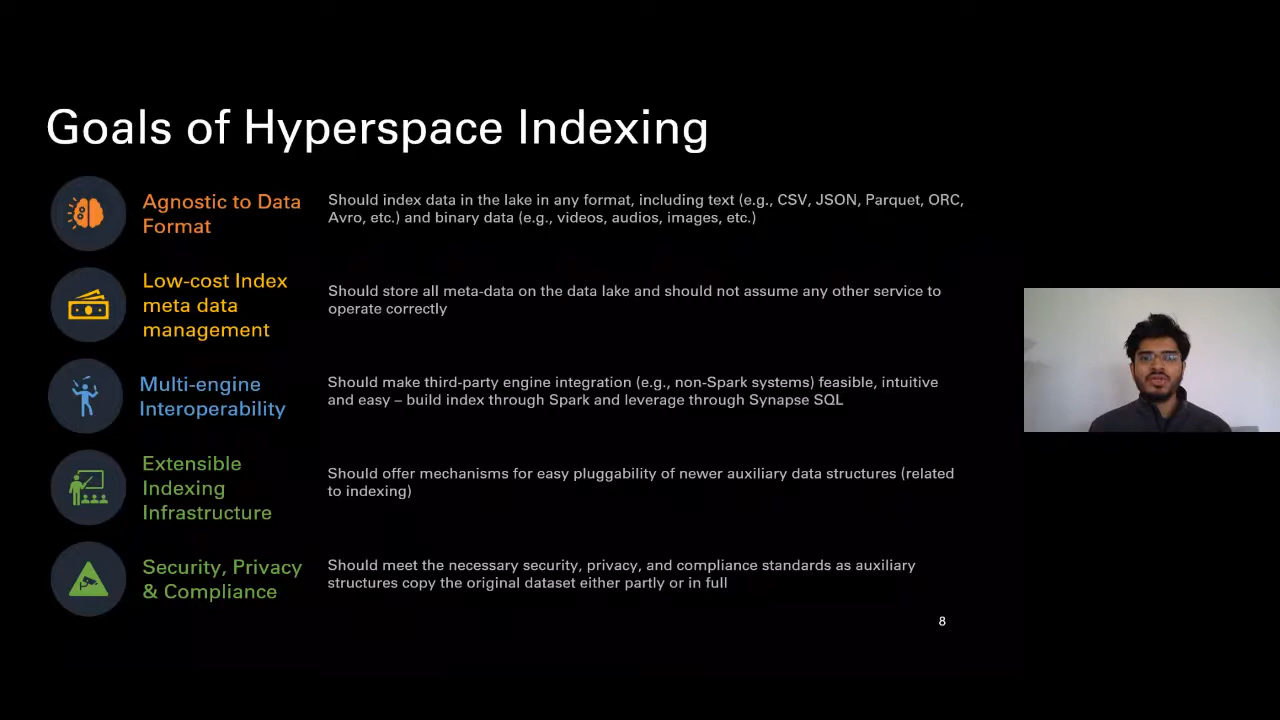 Goals of Hyperspace Indexing
Agnostic to Data
Format
Should index data in the lake in any format, including text (e.g., CSV, JSON, Parquet, ORC,
Avro, etc.) and binary data (e.g., videos, audios, images, etc.)
Low-cost Index
meta data
management
Should store all meta-data on the data lake and should not assume any other service to
operate correctly
Multi-engine
Interoperability
Should make third-party engine integration (e.g., non-Spark systems) feasible, intuitive
and easy – build index through Spark and leverage through Synapse SQL
Extensible
Indexing
Infrastructure
Should offer mechanisms for easy pluggability of newer auxiliary data structures (related
to indexing)
Security, Privacy
& Compliance
Should meet the necessary security, privacy, and compliance standards as auxiliary
structures copy the original dataset either partly or in full
8